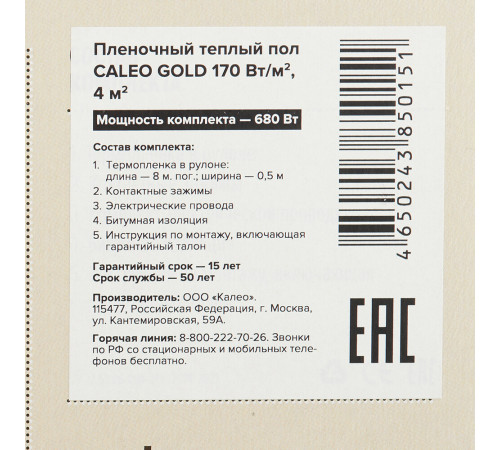 Пленочный теплый пол
CALEO GOLD 170 Вт/м²,
4 м²
Мощность комплекта — 680 Вт
Состав комплекта:
1. Термопленка в рулоне:
длина — 8 м. пог.; ширина — 0,5 м
2. Контактные зажимы
3. Электрические провода
4. Битумная изоляция
5. Инструкция по монтажу, включающая
гарантийный талон
Гарантийный срок — 15 лет
Срок службы — 50 лет
Производитель: ООО «Калео».
115477, Российская Федерация, г. Москва,
ул. Кантемировская, 59А.
Горячая линия: 8-800-222-70-26. Звонки
по РФ со стационарных и мобильных теле-
фонов бесплатно.
4650243850151
EAC